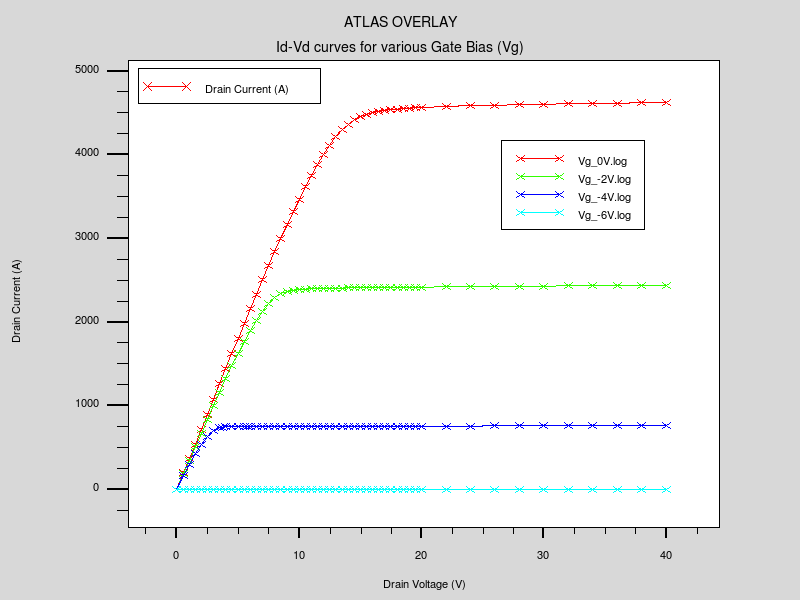 ATLAS OVERLAY
Id-Vd curves for various Gate Bias (Vg)
Drain Current (A)
5000
4000
3000
2000
1000
0
Drain Current (A)
Vg_0V.log
Vg_-2V.log
Vg_-4V.log
Vg_-6V.log
0 10 20 30 40
Drain Voltage (V)